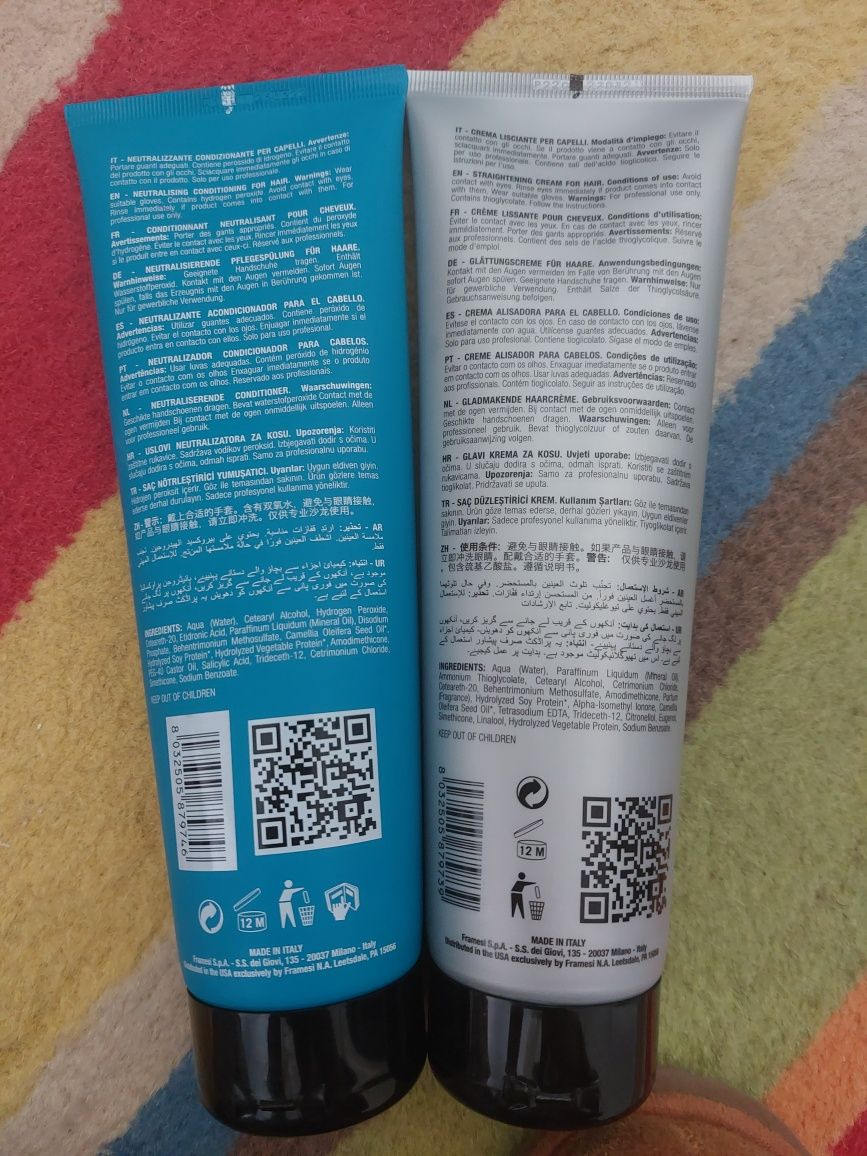 IT - NEUTRALIZZANTE CONDIZIONANTE PER CAPELLI. Avvertenze:
Portare guanti adeguati. Contiene perossido di idrogeno. Evitare il contatto
del prodotto con gli occhi. Sciacquare immediatamente gli occhi in caso di
contatto con il prodotto. Solo per uso professionale.
EN - NEUTRALISING CONDITIONING FOR HAIR. Warnings: Wear
suitable gloves. Contains hydrogen peroxide Avoid contact with eyes.
Rinse immediately if product comes into contact with them. For
professional use only.
FR - CONDITIONNANT NEUTRALISANT POUR CHEVEUX.
Avertissements: Porter des gants appropriés. Contient du peroxyde
d'hydrogène. Éviter le contact avec les yeux, Rincer immédiatement les yeux
si le produit entre en contact avec ceux-ci. Réservé aux professionnels.
DE - NEUTRALISIERENDE PFLEGESPÜLUNG FÜR HAARE.
Warnhinweise: Geeignete Handschuhe tragen. Enthält
Wasserstoffperoxid. Kontakt mit den Augen vermeiden. Sofort Augen
spülen, falls das Erzeugnis mit den Augen in Berührung gekommen ist.
Nur für gewerbliche Verwendung.
ES - NEUTRALIZANTE ACONDICIONADOR PARA EL CABELLO.
Advertencias: Utilizar guantes adecuados. Contiene peróxido de
hidrógeno. Evitar el contacto con los ojos. Enjuagar inmediatamente si el
producto entra en contacto con ellos. Solo para uso profesional.
PT - NEUTRALIZADOR CONDICIONADOR PARA CABELOS.
Advertências: Usar luvas adequadas. Contém peróxido de hidrogénio
Evitar o contacto com os olhos Enxaguar imediatamente se o produto
entrar em contacto com os olhos. Reservado aos profissionais.
NL - NEUTRALISERENDE CONDITIONER. Waarschuwingen:
Geschikte handschoenen dragen. Bevat waterstofperoxide Contact met de
ogen vermijden. Bij contact met de ogen onmiddellijk uitspoelen. Alleen
voor professioneel gebruik.
HR - USLOVI NEUTRALIZATORA ZA KOSU. Upozorenja: Koristiti
zaštitne rukavice. Sadržava vodikov peroksid. Izbjegavati dodir s očima. U
slučaju dodira s očima, odmah isprati. Samo za profesionalnu uporabu.
TR - SAÇ NÖTRLEŞTİRİCİ YUMUŞATICI. Uyarılar: Uygun eldiven giyin.
Hidrojen peroksit içerir. Göz ile temasından sakının. Ürün gözlere temas
ederse derhal durulayın. Sadece profesyonel kullanıma yöneliktir.
ZH-警示：戴上合适的手套。含有双氧水，避免与眼睛接触，
如产品与眼睛接触，请立即冲洗。仅供专业沙龙使用。
INGREDIENTS: Aqua (Water), Cetearyl Alcohol, Hydrogen Peroxide,
Ceteareth-20, Etidronic Acid, Paraffinum Liquidum (Mineral Oil), Disodium
Phosphate, Behentrimonium Methosulfate, Camellia Oleifera Seed Oil*,
Hydrolyzed Soy Protein*, Hydrolyzed Vegetable Protein*, Amodimethicone,
PEG-40 Castor Oil, Salicylic Acid, Trideceth-12, Cetrimonium Chloride,
Simethicone, Sodium Benzoate.
KEEP OUT OF CHILDREN
8032505879746
12 M
MADE IN ITALY
Framesi S.p.A. - S.S. dei Giovi, 135 - 20037 Milano - Italy
Distributed in the USA exclusively by Framesi N.A. Leetsdale, PA 15056
IT - CREMA LISCIANTE PER CAPELLI. Modalità d'impiego: Evitare il
contatto con gli occhi. Se il prodotto viene a contatto con gli occhi,
sciacquare immediatamente. Portare guanti adeguati. Avvertenze: Solo
per uso professionale. Contiene sali dell'acido tioglicolico. Seguire le
istruzioni per l'uso.
EN - STRAIGHTENING CREAM FOR HAIR. Conditions of use: Avoid
contact with eyes. Rinse eyes immediately if product comes into contact
with them. Wear suitable gloves. Warnings: For professional use only.
Contains thioglycolate. Follow the instructions.
FR - CRÈME LISSANTE POUR CHEVEUX. Conditions d'utilisation:
Éviter le contact avec les yeux. En cas de contact avec les yeux, rincer
immédiatement. Porter des gants appropriés. Avertissements: Réservé
aux professionnels. Contient des sels de l'acide thioglycolique. Suivre le
mode d'emploi.
DE - GLÄTTUNGSCREME FÜR HAARE. Anwendungsbedingungen:
Kontakt mit den Augen vermeiden Im Falle von Berührung mit den Augen
sofort Augen spülen. Geeignete Handschuhe tragen. Warnhinweise: Nur
für gewerbliche Verwendung. Enthält Salze der Thioglycolsäure.
Gebrauchsanweisung befolgen.
ES - CREMA ALISADORA PARA EL CABELLO. Condiciones de uso:
Evítese el contacto con los ojos. En caso de contacto con los ojos, lávense
inmediatamente con agua. Utilícense guantes adecuados. Advertencias:
Solo para uso profesional. Contiene tioglicolato. Sígase el modo de empleo.
PT - CREME ALISADOR PARA CABELOS. Condições de utilização:
Evitar o contacto com os olhos. Enxaguar imediatamente se o produto entrar
em contacto com os olhos. Usar luvas adequadas. Advertências: Reservado
aos profissionais. Contém tioglicolato. Seguir as instruções de utilização.
NL - GLADMAKENDE HAARCRÈME. Gebruiksvoorwaarden: Contact
met de ogen vermijden. Bij contact met de ogen onmiddellijk uitspoelen.
Geschikte handschoenen dragen. Waarschuwingen: Alleen voor
professioneel gebruik. Bevat thioglycolzuur of zouten daarvan. De
gebruiksaanwijzing volgen.
HR - GLAVI KREMA ZA KOSU. Uvjeti uporabe: Izbjegavati dodir s
očima. U slučaju dodira s očima, odmah isprati. Koristiti se zaštitnim
rukavicama. Upozorenja: Samo za profesionalnu uporabu. Sadržava
tioglikolat. Pridržavati se uputa.
TR - SAÇ DÜZLEŞTİRİCİ KREM. Kullanım Şartları: Göz ile temasından
sakının. Ürün göze temas ederse, derhal gözleri yıkayın. Uygun eldiven
giyin. Uyarılar: Sadece profesyonel kullanıma yöneliktir. Tiyoglikolat içerir.
Talimatları izleyin.
ZH - 使用条件：避免与眼睛接触。如果产品与眼睛接触，请
立即冲洗眼睛。配戴合适的手套。警告： 仅供专业沙龙使用
，包含巯基乙酸盐。遵循说明书。
INGREDIENTS: Aqua (Water), Paraffinum Liquidum (Mineral Oil),
Ammonium Thioglycolate, Cetearyl Alcohol, Cetrimonium Chloride,
Ceteareth-20, Behentrimonium Methosulfate, Amodimethicone, Parfum
(Fragrance), Hydrolyzed Soy Protein*, Alpha-Isomethyl Ionone, Camellia
Oleifera Seed Oil*, Tetrasodium EDTA, Trideceth-12, Citronellol, Eugenol,
Simethicone, Linalool, Hydrolyzed Vegetable Protein*, Sodium Benzoate.
KEEP OUT OF CHILDREN
8032505879739
12 M
MADE IN ITALY
Framesi S.p.A. - S.S. dei Giovi, 135 - 20037 Milano - Italy
Distributed in the USA exclusively by Framesi N.A. Leetsdale, PA 15056